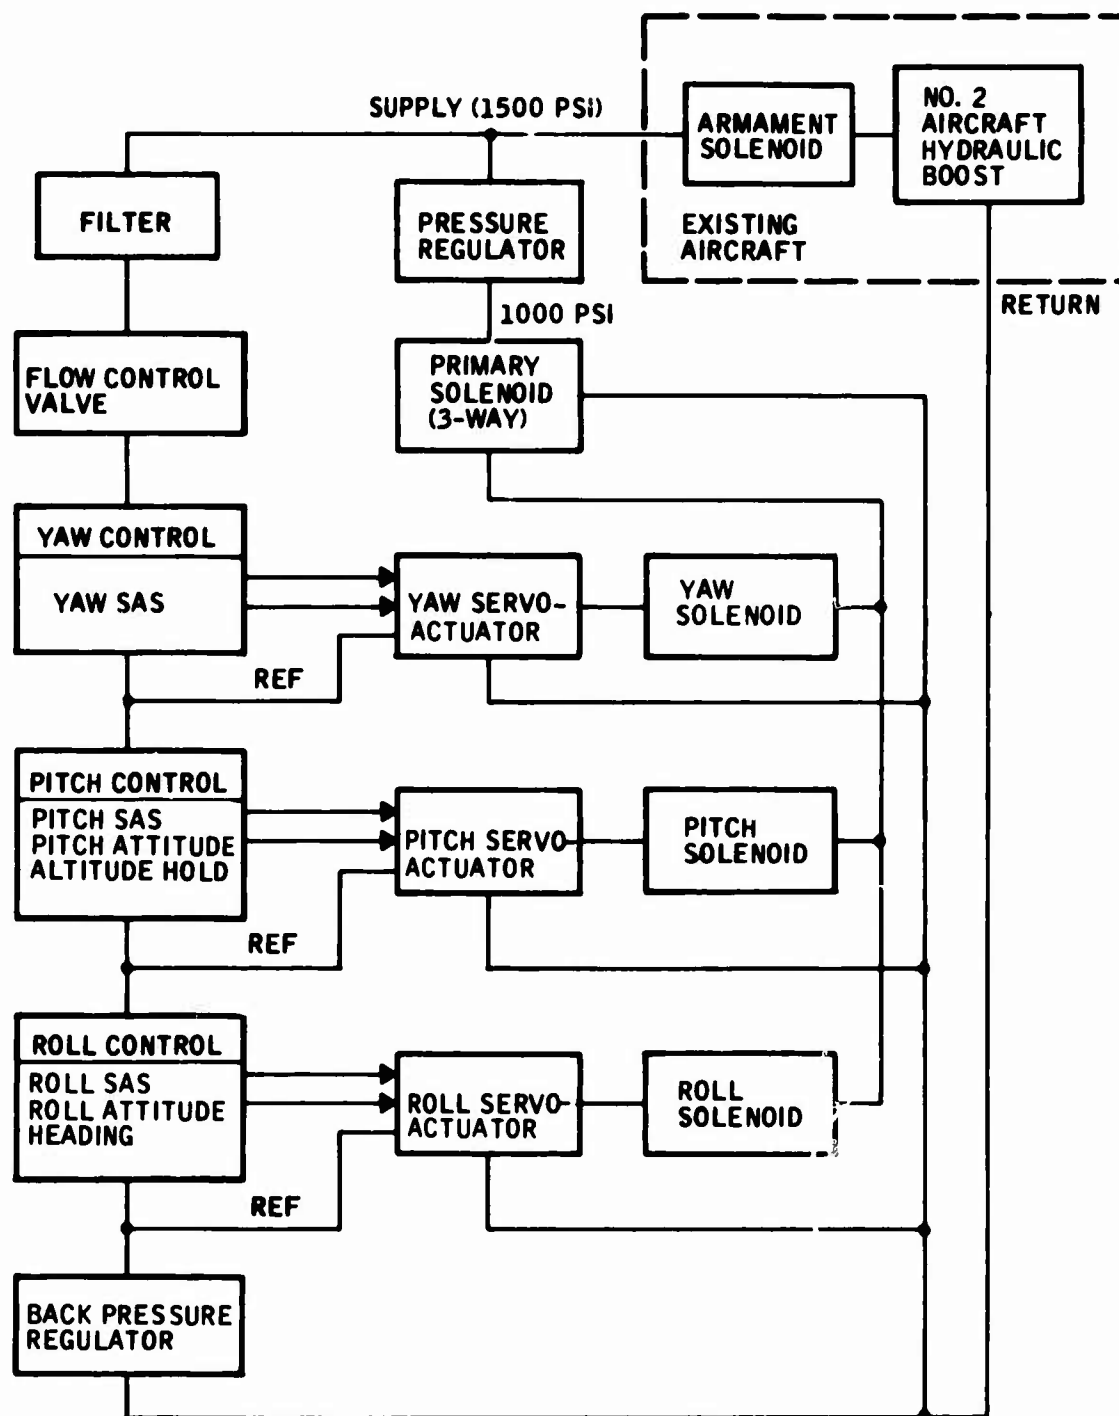 SUPPLY (1500 PSI)
ARMAMENT
SOLENOID
NO. 2
AIRCRAFT
HYDRAULIC
BOOST
FILTER
PRESSURE
REGULATOR
EXISTING
AIRCRAFT
RETURN
1000 PSI
FLOW CONTROL
VALVE
PRIMARY
SOLENOID
(3-WAY)
YAW CONTROL
YAW SAS
YAW SERVO-
ACTUATOR
YAW
SOLENOID
REF
PITCH CONTROL
PITCH SAS
PITCH ATTITUDE
ALTITUDE HOLD
PITCH SERVO
ACTUATOR
PITCH
SOLENOID
REF
ROLL CONTROL
ROLL SAS
ROLL ATTITUDE
HEADING
ROLL SERVO-
ACTUATOR
ROLL
SOLENOID
REF
BACK PRESSURE
REGULATOR